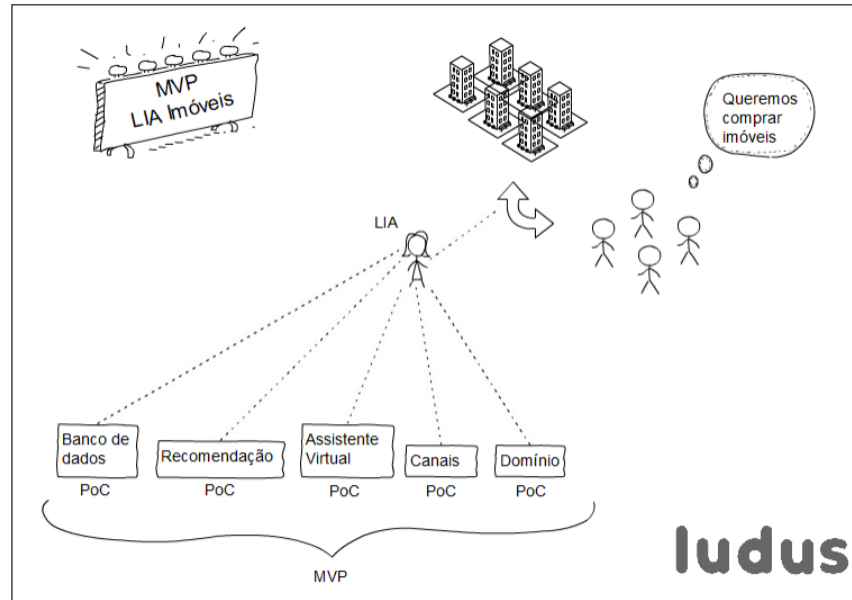 MVP
LIA Imóveis
Queremos
comprar
imóveis
LIA
Banco de
dados
Recomendação
Assistente
Virtual
Canais
Domínio
PoC
PoC
PoC
PoC
PoC
MVP
ludus